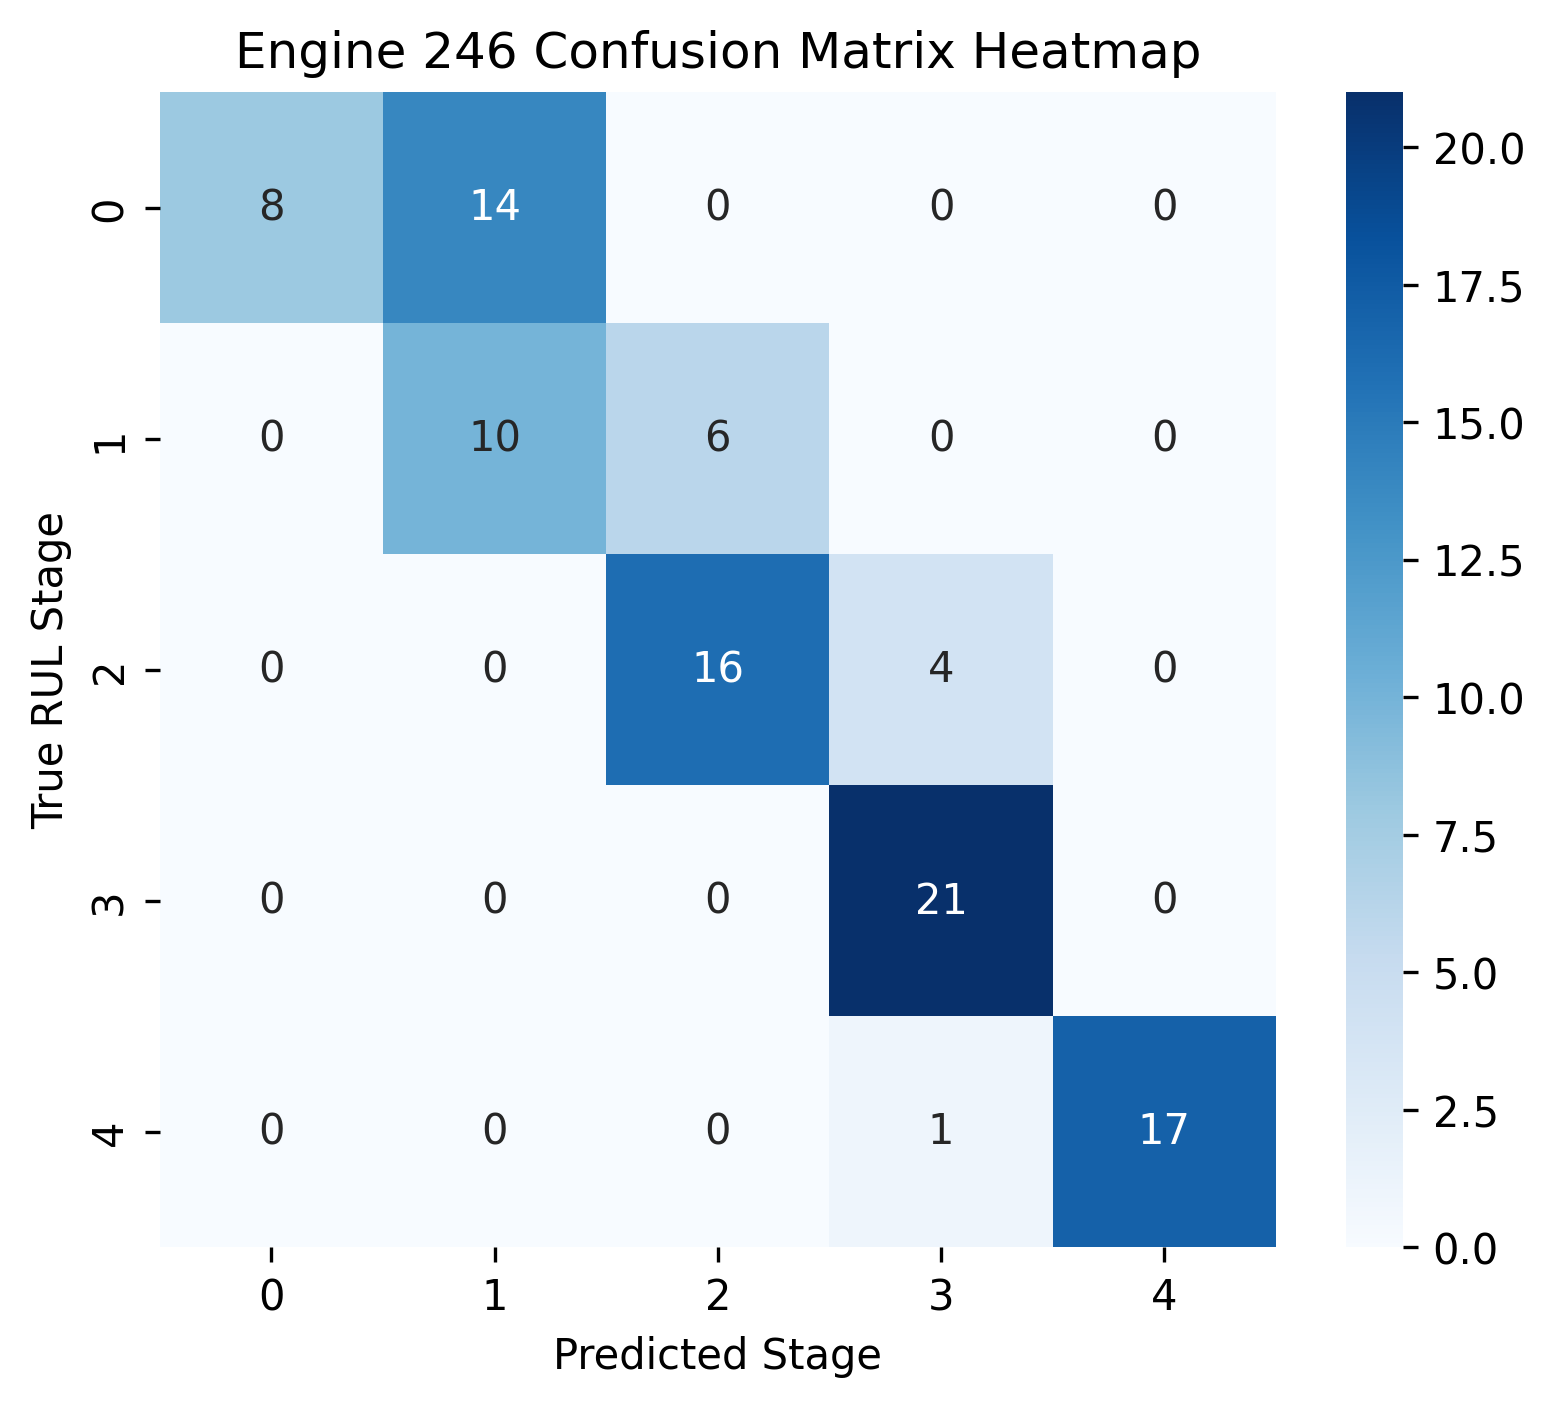 Engine 246 Confusion Matrix Heatmap
0 8 14 0 0 0
1 0 10 6 0 0
2 0 0 16 4 0
3 0 0 0 21 0
4 0 0 0 1 17
0 1 2 3 4
Predicted Stage
True RUL Stage
20.0
17.5
15.0
12.5
10.0
7.5
5.0
2.5
0.0